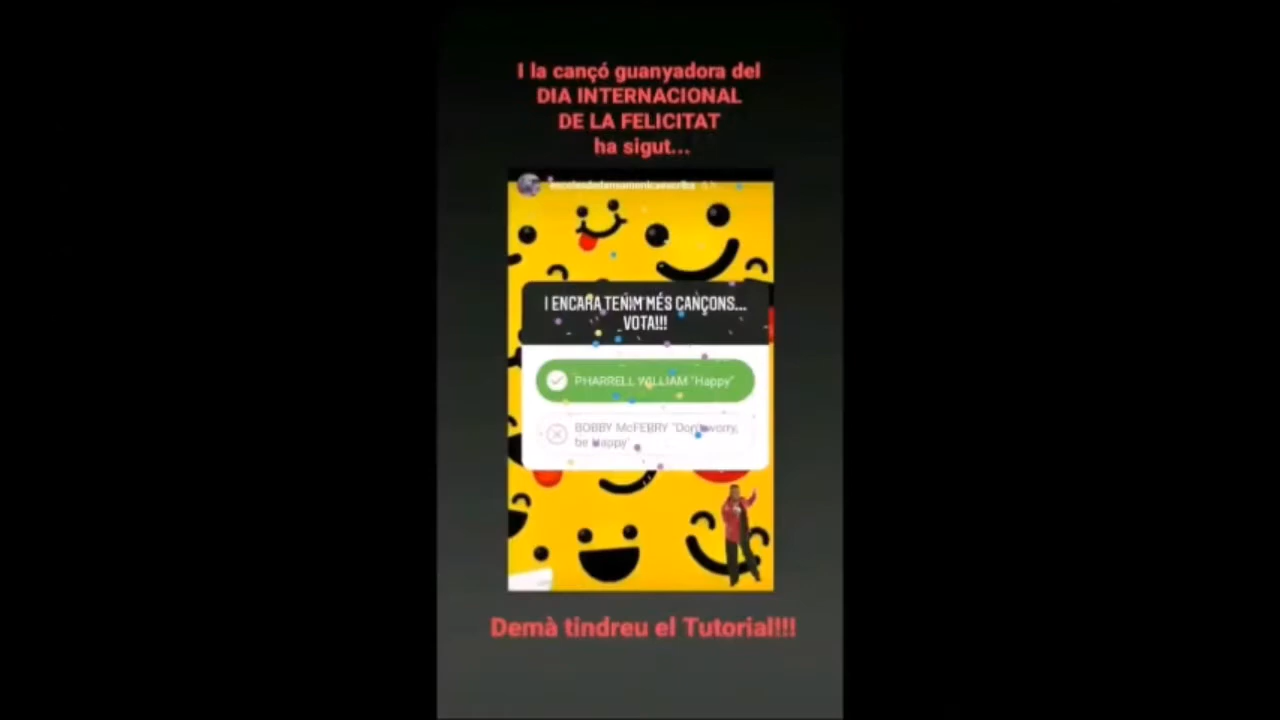 I la cançó guanyadora del
DIA INTERNACIONAL
DE LA FELICITAT
ha sigut...
I ENCARA TENIM MÉS CANÇONS...
VOTA!!!
PHARRELL WILLIAM "Happy"
BOBBY McFERRY "Don't worry,
be Happy"
Demà tindreu el Tutorial!!!